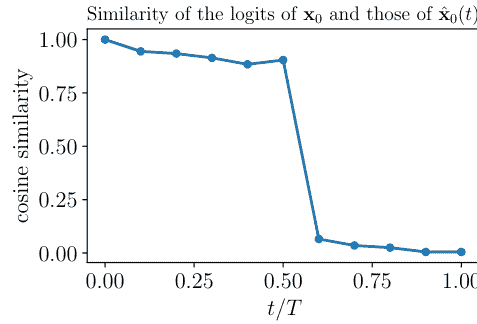 Similarity of the logits of x₀ and those of x̂₀(t)
1.00
0.75
0.50
0.25
0.00
cosine similarity
0.00 0.25 0.50 0.75 1.00
t/T